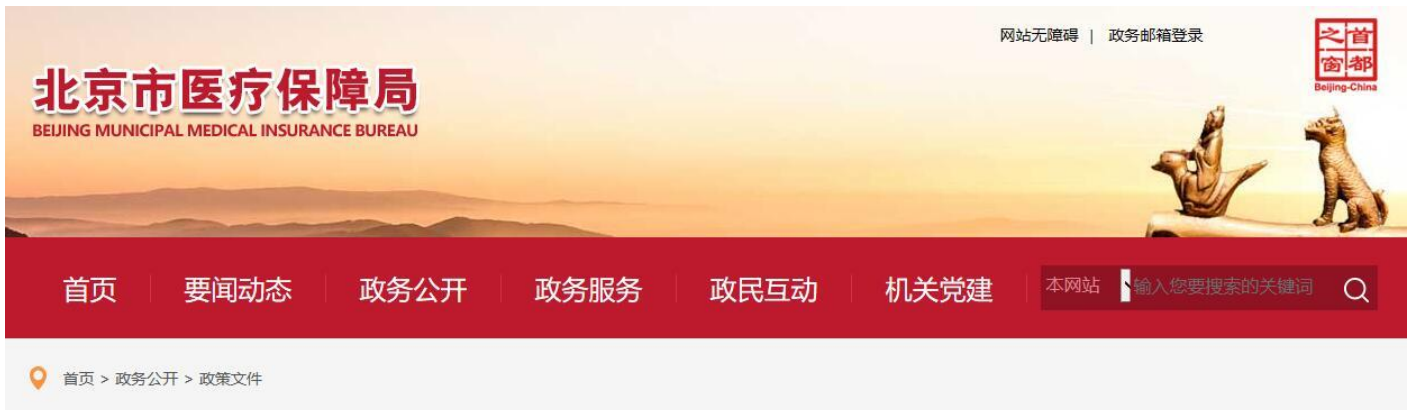 网站无障碍 | 政务邮箱登录
首都之窗
Beijing-China
北京市医疗保障局
BEIJING MUNICIPAL MEDICAL INSURANCE BUREAU
首页 要闻动态 政务公开 政务服务 政民互动 机关党建 本网站 输入您要搜索的关键词
首页 > 政务公开 > 政策文件